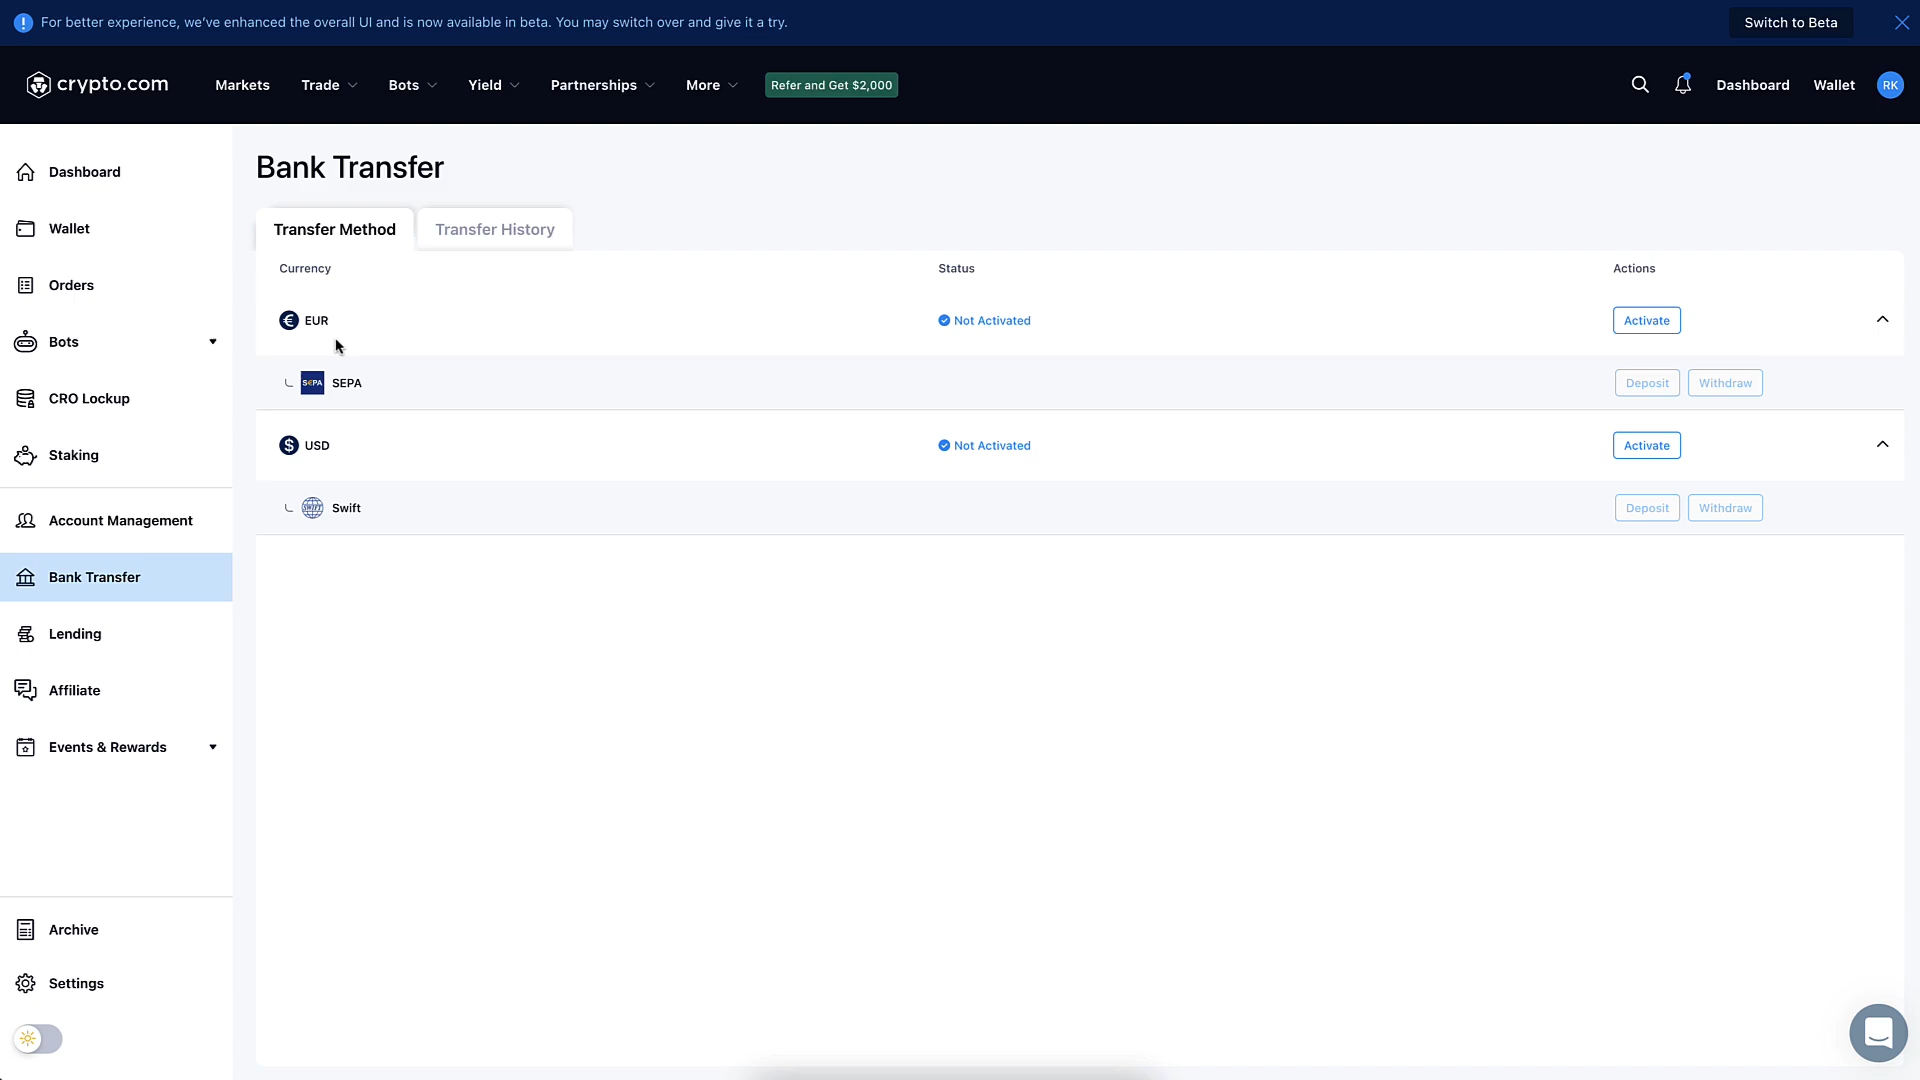 For better experience, we've enhanced the overall UI and is now available in beta. You may switch over and give it a try.
Switch to Beta
crypto.com
Markets
Trade
Bots
Yield
Partnerships
More
Refer and Get $2,000
Dashboard
Wallet
RK
Dashboard
Wallet
Orders
Bots
CRO Lockup
Staking
Account Management
Bank Transfer
Lending
Affiliate
Events & Rewards
Archive
Settings
Bank Transfer
Transfer Method
Transfer History
Currency
Status
Actions
EUR
Not Activated
Activate
S€PA
SEPA
Deposit
Withdraw
USD
Not Activated
Activate
SWIFT
Swift
Deposit
Withdraw